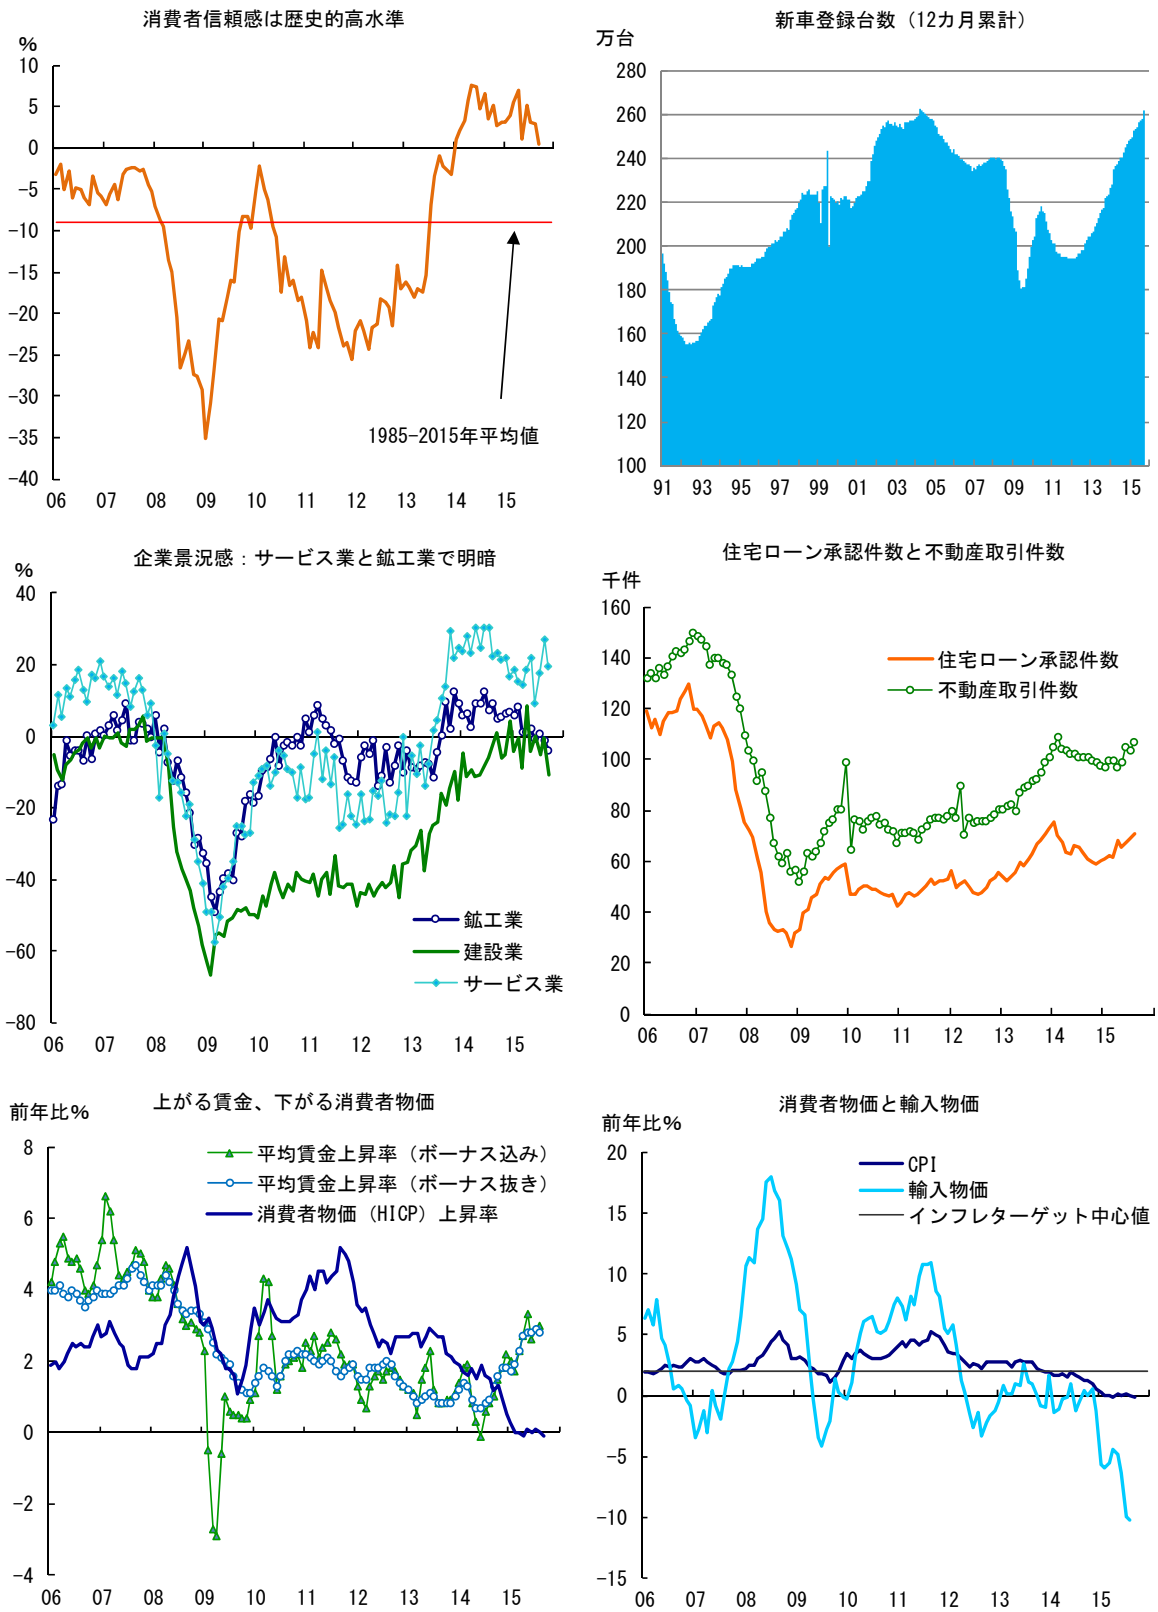 消費者信頼感は歴史的高水準
%
10
5
0
-5
-10
-15
-20
-25
-30
-35
-40
1985-2015年平均値
06 07 08 09 10 11 12 13 14 15
新車登録台数（12カ月累計）
万台
280
260
240
220
200
180
160
140
120
100
91 93 95 97 99 01 03 05 07 09 11 13 15
企業景況感：サービス業と鉱工業で明暗
%
40
20
0
-20
-40
-60
-80
鉱工業
建設業
サービス業
06 07 08 09 10 11 12 13 14 15
住宅ローン承認件数と不動産取引件数
千件
160
140
120
100
80
60
40
20
0
住宅ローン承認件数
不動産取引件数
06 07 08 09 10 11 12 13 14 15
上がる賃金、下がる消費者物価
前年比%
8
6
4
2
0
-2
-4
平均賃金上昇率（ボーナス込み）
平均賃金上昇率（ボーナス抜き）
消費者物価（HICP）上昇率
06 07 08 09 10 11 12 13 14 15
消費者物価と輸入物価
前年比%
20
15
10
5
0
-5
-10
-15
CPI
輸入物価
インフレターゲット中心値
06 07 08 09 10 11 12 13 14 15